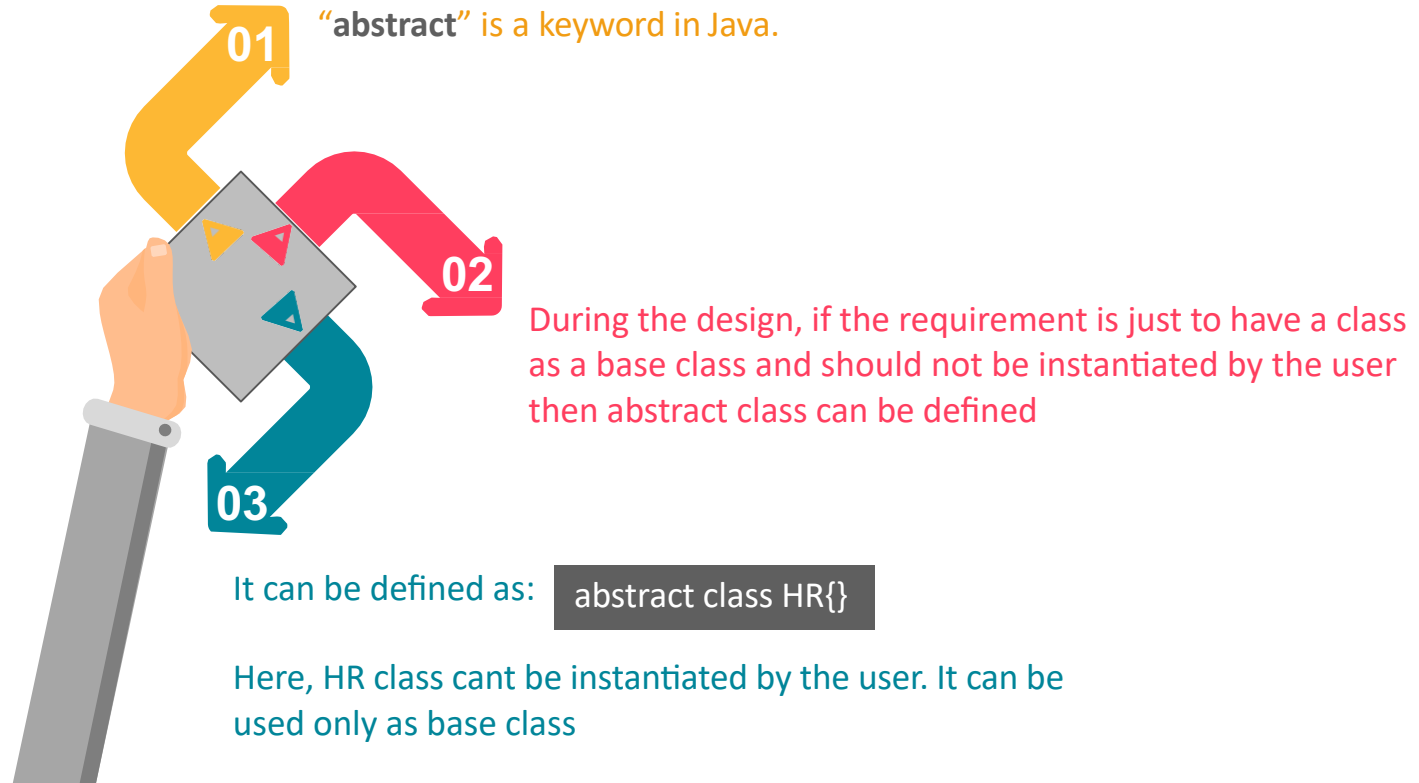 01
“abstract” is a keyword in Java.
02
During the design, if the requirement is just to have a class
as a base class and should not be instantiated by the user
then abstract class can be defined
03
It can be defined as: abstract class HR{}
Here, HR class cant be instantiated by the user. It can be
used only as base class